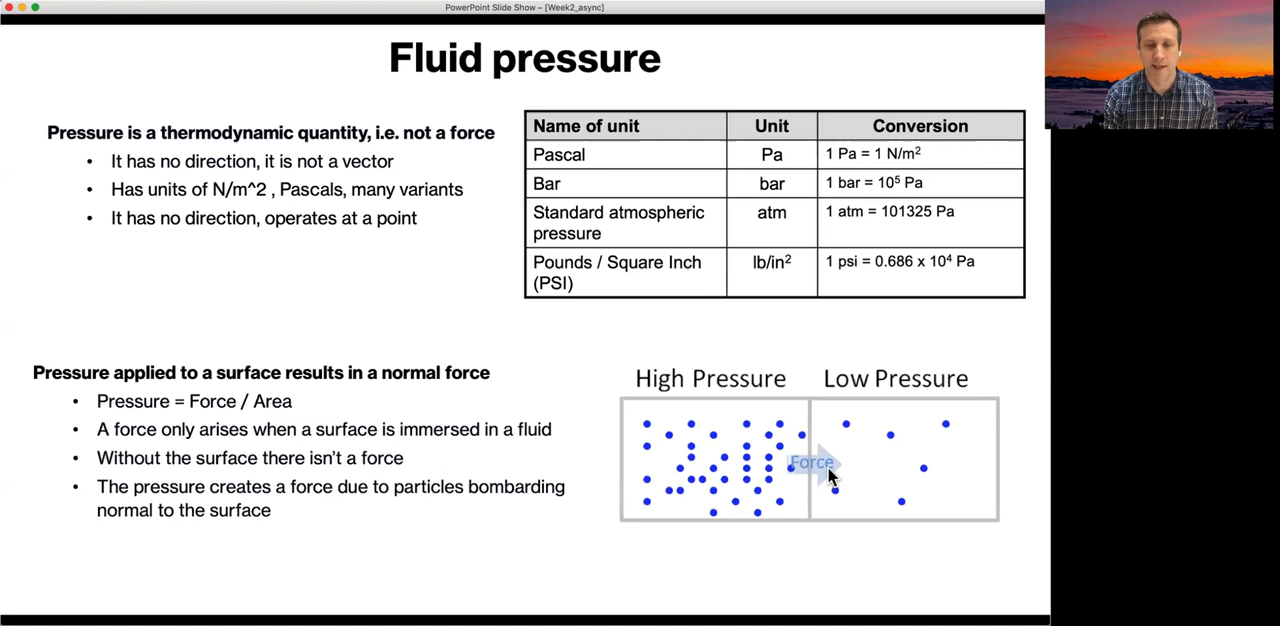 PowerPoint Slide Show – [Week2_async]
Fluid pressure
Pressure is a thermodynamic quantity, i.e. not a force
• It has no direction, it is not a vector
• Has units of N/m^2 , Pascals, many variants
• It has no direction, operates at a point
Name of unit Unit Conversion
Pascal Pa 1 Pa = 1 N/m²
Bar bar 1 bar = 10⁵ Pa
Standard atmospheric atm 1 atm = 101325 Pa
pressure
Pounds / Square Inch lb/in² 1 psi = 0.686 x 10⁴ Pa
(PSI)
Pressure applied to a surface results in a normal force
• Pressure = Force / Area
• A force only arises when a surface is immersed in a fluid
• Without the surface there isn't a force
• The pressure creates a force due to particles bombarding
normal to the surface
High Pressure Low Pressure
Force